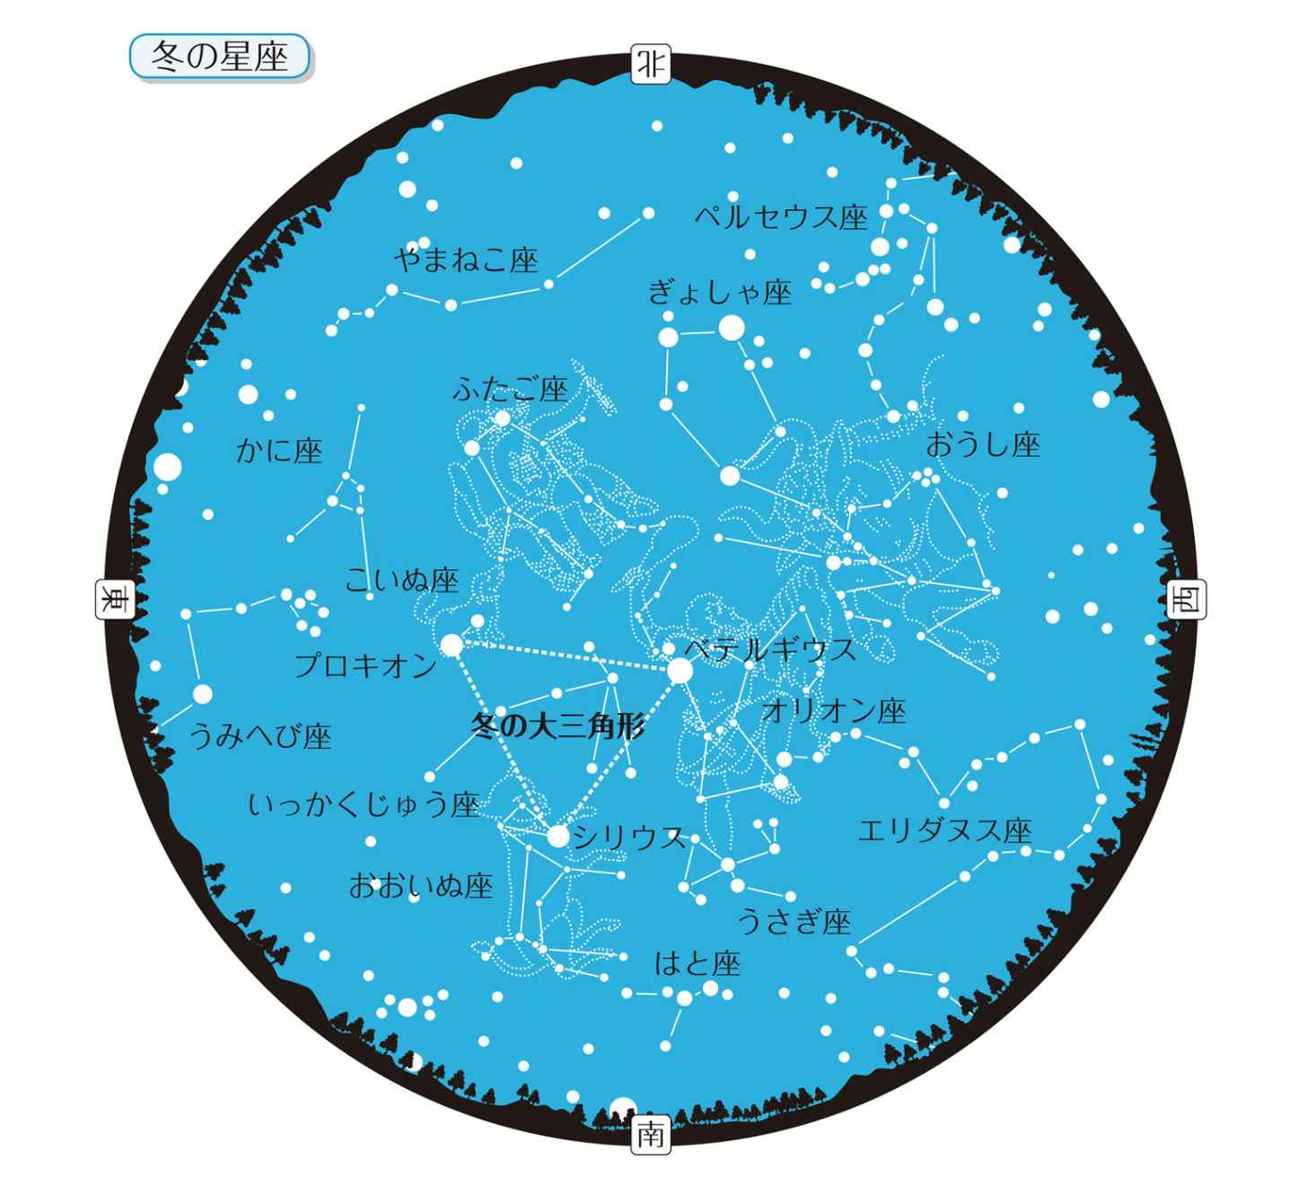 冬の星座
北
ペルセウス座
やまねこ座
ぎょしゃ座
ふたご座
おうし座
かに座
こいぬ座
東
西
ベテルギウス
プロキオン
オリオン座
冬の大三角形
うみへび座
いっかくじゅう座
エリダヌス座
シリウス
おおいぬ座
うさぎ座
はと座
南